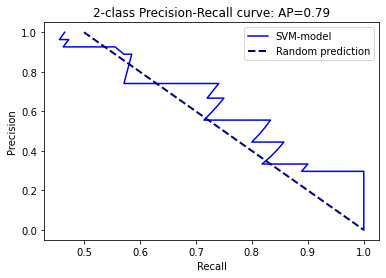 2-class Precision-Recall curve: AP=0.79
SVM-model
Random prediction
1.0
0.8
0.6
0.4
0.2
0.0
Precision
0.5
0.6
0.7
0.8
0.9
1.0
Recall